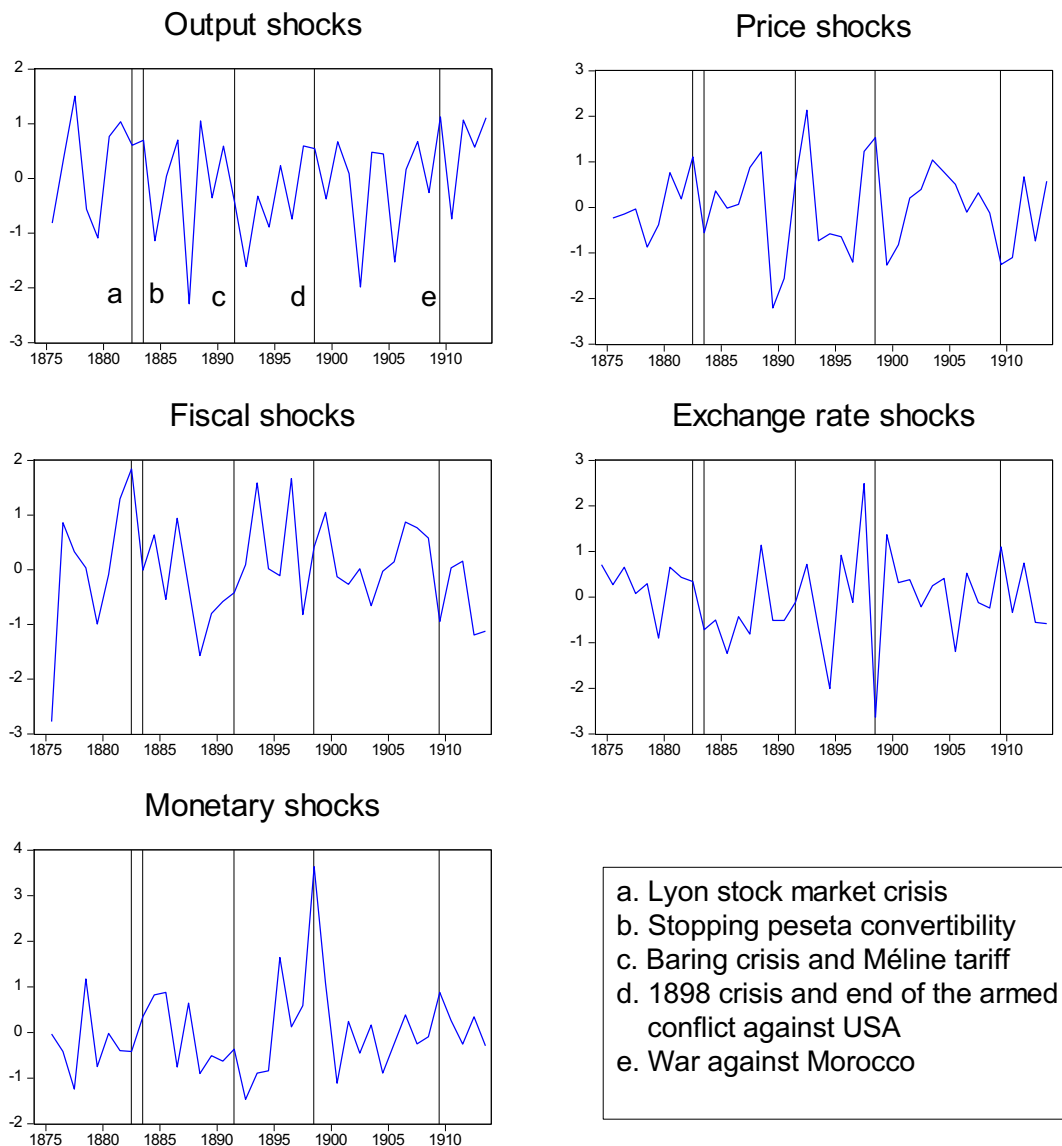 Output shocks
2
1
0
-1
-2
-3
a b c d e
1875 1880 1885 1890 1895 1900 1905 1910
Price shocks
3
2
1
0
-1
-2
-3
1875 1880 1885 1890 1895 1900 1905 1910
Fiscal shocks
2
1
0
-1
-2
-3
1875 1880 1885 1890 1895 1900 1905 1910
Exchange rate shocks
3
2
1
0
-1
-2
-3
1875 1880 1885 1890 1895 1900 1905 1910
Monetary shocks
4
3
2
1
0
-1
-2
1875 1880 1885 1890 1895 1900 1905 1910
a. Lyon stock market crisis
b. Stopping peseta convertibility
c. Baring crisis and Méline tariff
d. 1898 crisis and end of the armed
conflict against USA
e. War against Morocco